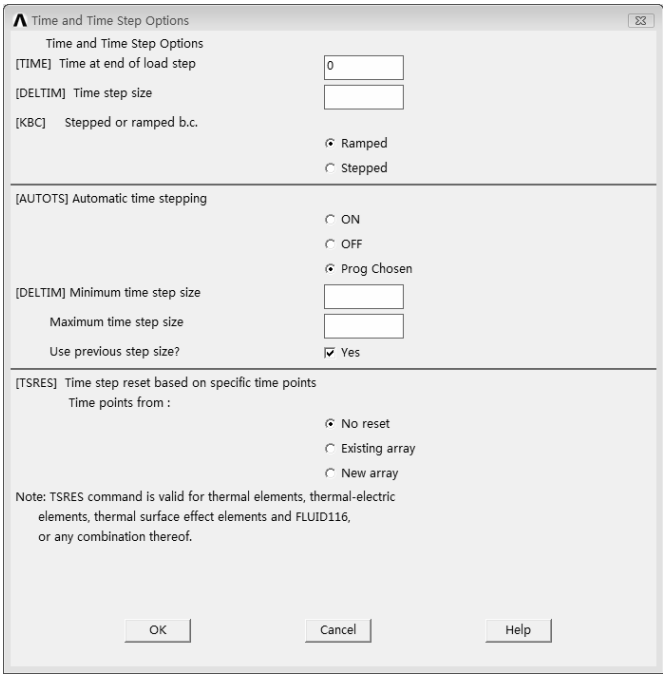 Time and Time Step Options
Time and Time Step Options
[TIME] Time at end of load step 0
[DELTIM] Time step size
[KBC] Stepped or ramped b.c.
Ramped
Stepped
[AUTOTS] Automatic time stepping
ON
OFF
Prog Chosen
[DELTIM] Minimum time step size
Maximum time step size
Use previous step size? Yes
[TSRES] Time step reset based on specific time points
Time points from :
No reset
Existing array
New array
Note: TSRES command is valid for thermal elements, thermal-electric
elements, thermal surface effect elements and FLUID116,
or any combination thereof.
OK Cancel Help